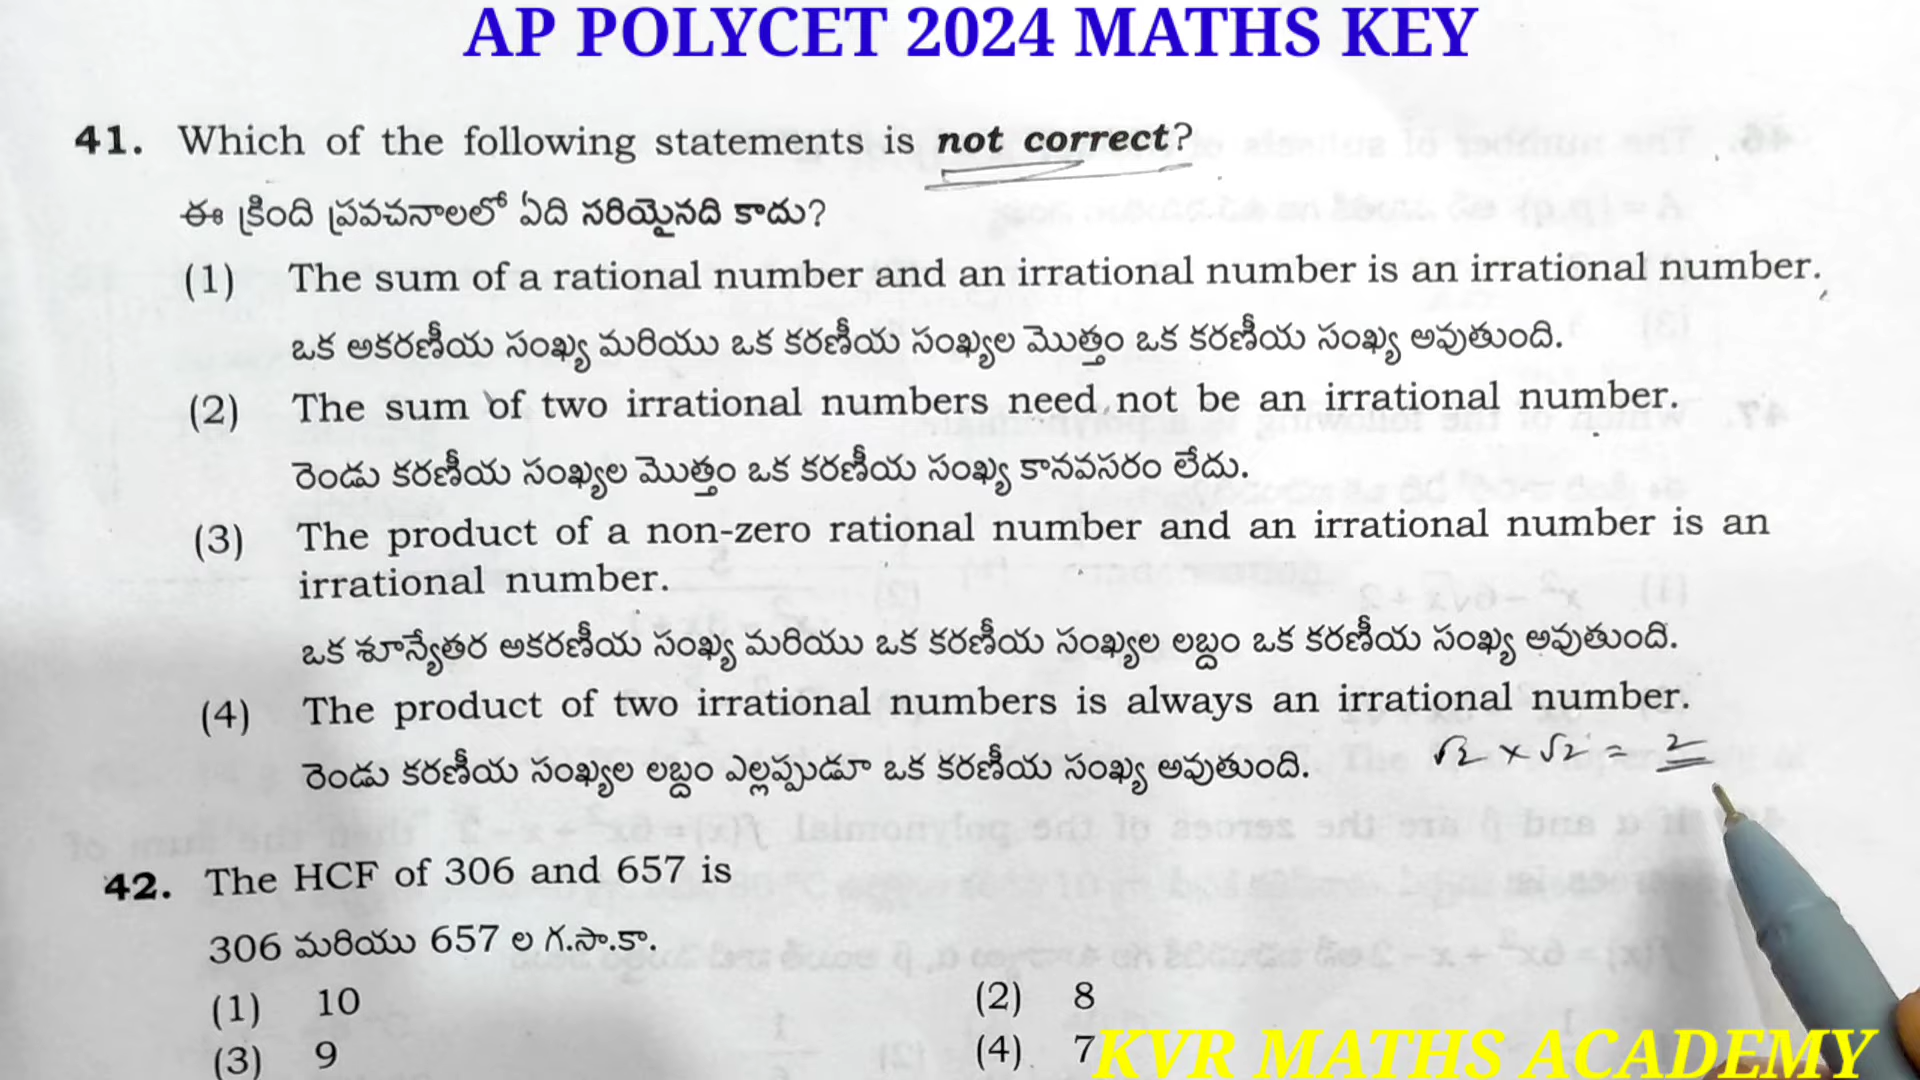 AP POLYCET 2024 MATHS KEY
41. Which of the following statements is not correct?
ఈ క్రింది ప్రవచనాలలో ఏది సరియైనది కాదు?
(1) The sum of a rational number and an irrational number is an irrational number.
ఒక అకరణీయ సంఖ్య మరియు ఒక కరణీయ సంఖ్యల మొత్తం ఒక కరణీయ సంఖ్య అవుతుంది.
(2) The sum of two irrational numbers need not be an irrational number.
రెండు కరణీయ సంఖ్యల మొత్తం ఒక కరణీయ సంఖ్య కానవసరం లేదు.
(3) The product of a non-zero rational number and an irrational number is an
irrational number.
ఒక శూన్యేతర అకరణీయ సంఖ్య మరియు ఒక కరణీయ సంఖ్యల లబ్దం ఒక కరణీయ సంఖ్య అవుతుంది.
(4) The product of two irrational numbers is always an irrational number.
రెండు కరణీయ సంఖ్యల లబ్దం ఎల్లప్పుడూ ఒక కరణీయ సంఖ్య అవుతుంది.
√2 × √2 = 2
42. The HCF of 306 and 657 is
306 మరియు 657 ల గ.సా.కా.
(1) 10 (2) 8
(3) 9 (4) 7
KVR MATHS ACADEMY